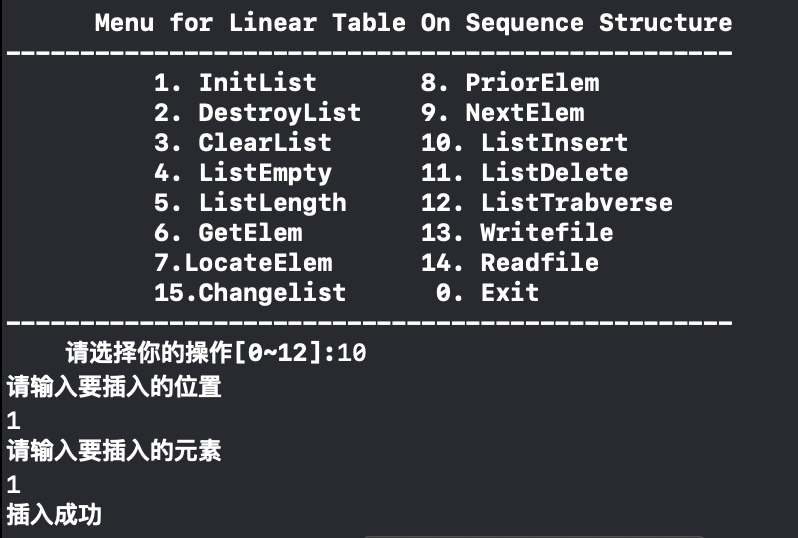 Menu for Linear Table On Sequence Structure
-------------------------------------------------
1. InitList 8. PriorElem
2. DestroyList 9. NextElem
3. ClearList 10. ListInsert
4. ListEmpty 11. ListDelete
5. ListLength 12. ListTrabverse
6. GetElem 13. Writefile
7.LocateElem 14. Readfile
15.Changelist 0. Exit
-------------------------------------------------
请选择你的操作[0~12]:10
请输入要插入的位置
1
请输入要插入的元素
1
插入成功